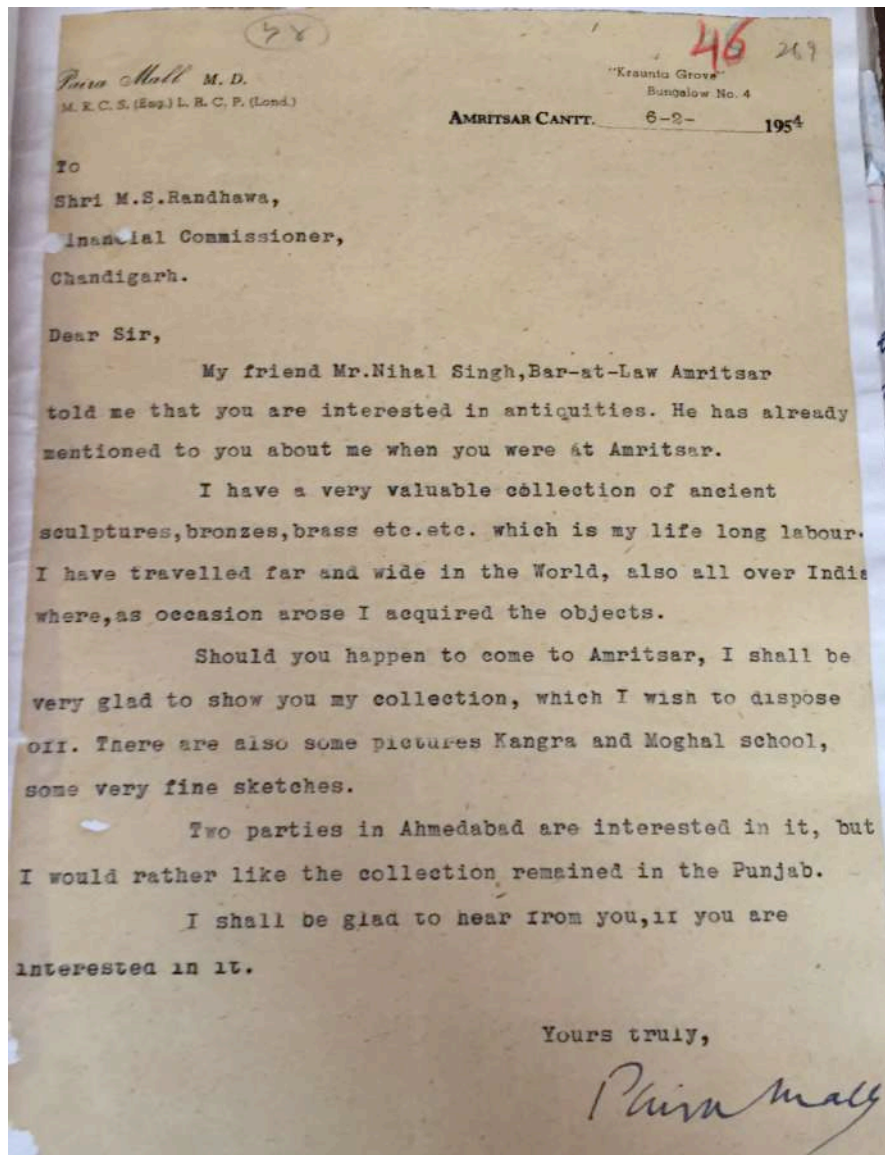 58
46 269
Paira Mall M. D.
M. R. C. S. (Eng.) L. R. C. P. (Lond.)
"Kraunta Grove"
Bungalow No. 4
AMRITSAR CANTT. 6-2- 1954
To
Shri M.S.Randhawa,
inancial Commissioner,
Chandigarh.
Dear Sir,
My friend Mr.Nihal Singh,Bar-at-Law Amritsar
told me that you are interested in antiquities. He has already
mentioned to you about me when you were at Amritsar.
I have a very valuable collection of ancient
sculptures,bronzes,brass etc.etc. which is my life long labour.
I have travelled far and wide in the World, also all over India
where,as occasion arose I acquired the objects.
Should you happen to come to Amritsar, I shall be
very glad to show you my collection, which I wish to dispose
off. There are also some pictures Kangra and Moghal school,
some very fine sketches.
Two parties in Ahmedabad are interested in it, but
I would rather like the collection remained in the Punjab.
I shall be glad to hear from you,if you are
interested in it.
Yours truly,
Paira Mall